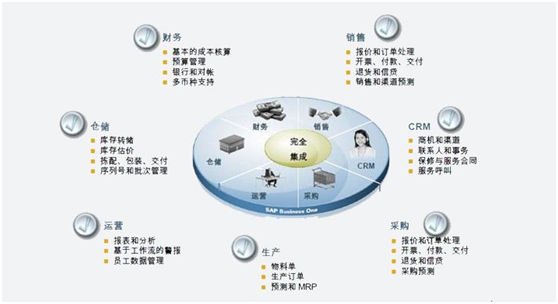 财务
基本的成本核算
预算管理
银行和对帐
多币种支持
销售
报价和订单处理
开票、付款、交付
退货和信贷
销售和渠道预测
仓储
库存转储
库存估价
拣配、包装、交付
序列号和批次管理
CRM
商机和渠道
联系人和事务
保修与服务合同
服务呼叫
财务
销售
仓储
完全
集成
CRM
运营
采购
SAP Business One
运营
报表和分析
基于工作流的警报
员工数据管理
生产
物料单
生产订单
预测和 MRP
采购
报价和订单处理
开票、付款、交付
退货和信贷
采购预测